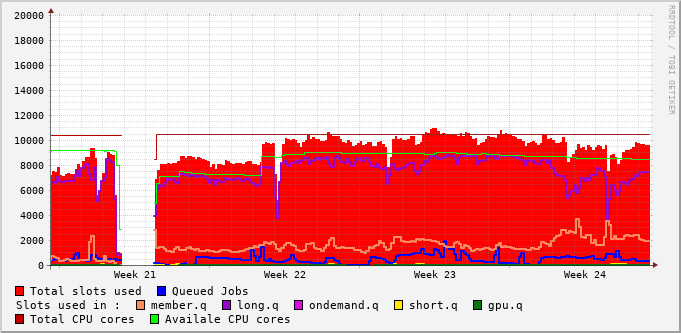 RRDTOOL / TOBI OETIKER
20000
18000
16000
14000
12000
10000
8000
6000
4000
2000
0
Week 21 Week 22 Week 23 Week 24
Total slots used Queued Jobs
Slots used in : member.q long.q ondemand.q short.q gpu.q
Total CPU cores Availale CPU cores